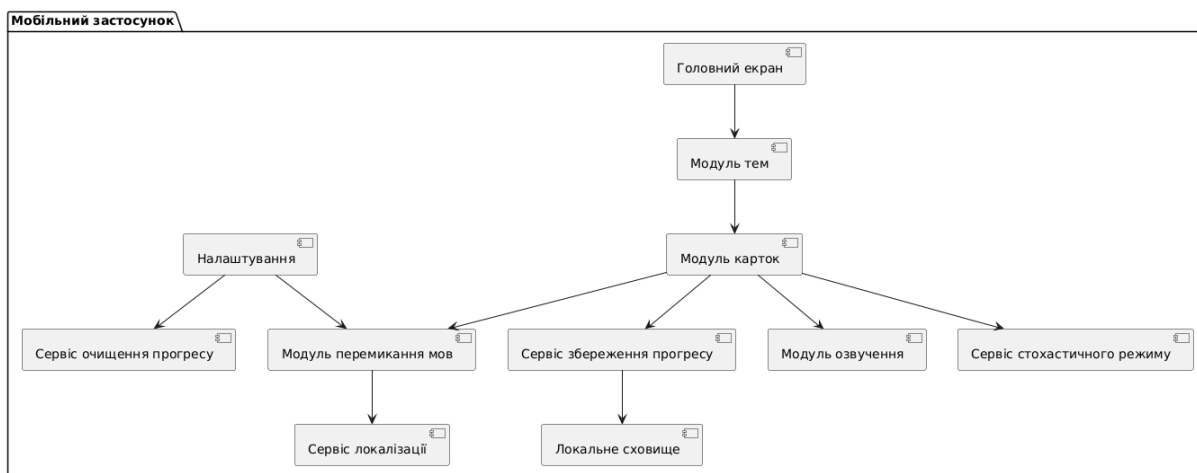 Мобільний застосунок
Головний екран
Модуль тем
Налаштування
Модуль карток
Сервіс очищення прогресу
Модуль перемикання мов
Сервіс збереження прогресу
Модуль озвучення
Сервіс стохастичного режиму
Сервіс локалізації
Локальне сховище